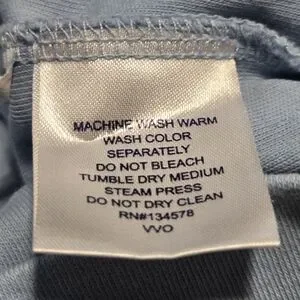 MACHINE WASH WARM
WASH COLOR
SEPARATELY
DO NOT BLEACH
TUMBLE DRY MEDIUM
STEAM PRESS
DO NOT DRY CLEAN
RN#134578
VVO